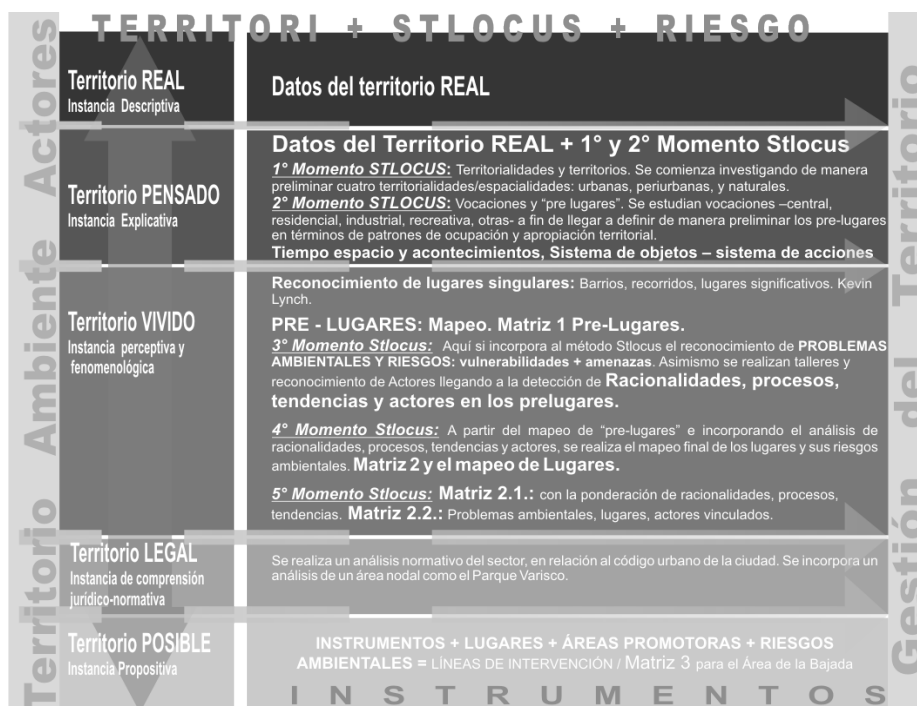 TERRITORI + STLOCUS + RIESGO
Territorio Ambiente Actores
Territorio REAL
Instancia Descriptiva
Datos del territorio REAL
Territorio PENSADO
Instancia Explicativa
Datos del Territorio REAL + 1° y 2° Momento Stlocus
1° Momento STLOCUS: Territorialidades y territorios. Se comienza investigando de manera
preliminar cuatro territorialidades/espacialidades: urbanas, periurbanas, y naturales.
2° Momento STLOCUS: Vocaciones y “pre lugares”. Se estudian vocaciones –central,
residencial, industrial, recreativa, otras- a fin de llegar a definir de manera preliminar los pre-lugares
en términos de patrones de ocupación y apropiación territorial.
Tiempo espacio y acontecimientos, Sistema de objetos – sistema de acciones
Territorio VIVIDO
Instancia perceptiva y
fenomenológica
Reconocimiento de lugares singulares: Barrios, recorridos, lugares significativos. Kevin
Lynch.
PRE - LUGARES: Mapeo. Matriz 1 Pre-Lugares.
3° Momento Stlocus: Aquí si incorpora al método Stlocus el reconocimiento de PROBLEMAS
AMBIENTALES Y RIESGOS: vulnerabilidades + amenazas. Asimismo se realizan talleres y
reconocimiento de Actores llegando a la detección de Racionalidades, procesos,
tendencias y actores en los prelugares.
4° Momento Stlocus: A partir del mapeo de “pre-lugares” e incorporando el análisis de
racionalidades, procesos, tendencias y actores, se realiza el mapeo final de los lugares y sus riesgos
ambientales. Matriz 2 y el mapeo de Lugares.
5° Momento Stlocus: Matriz 2.1.: con la ponderación de racionalidades, procesos,
tendencias. Matriz 2.2.: Problemas ambientales, lugares, actores vinculados.
Territorio LEGAL
Instancia de comprensión
jurídico-normativa
Se realiza un análisis normativo del sector, en relación al código urbano de la ciudad. Se incorpora un
análisis de un área nodal como el Parque Varisco.
Territorio POSIBLE
Instancia Propositiva
INSTRUMENTOS + LUGARES + ÁREAS PROMOTORAS + RIESGOS
AMBIENTALES = LÍNEAS DE INTERVENCIÓN / Matriz 3 para el Área de la Bajada
INSTRUMENTOS
Gestión del Territorio